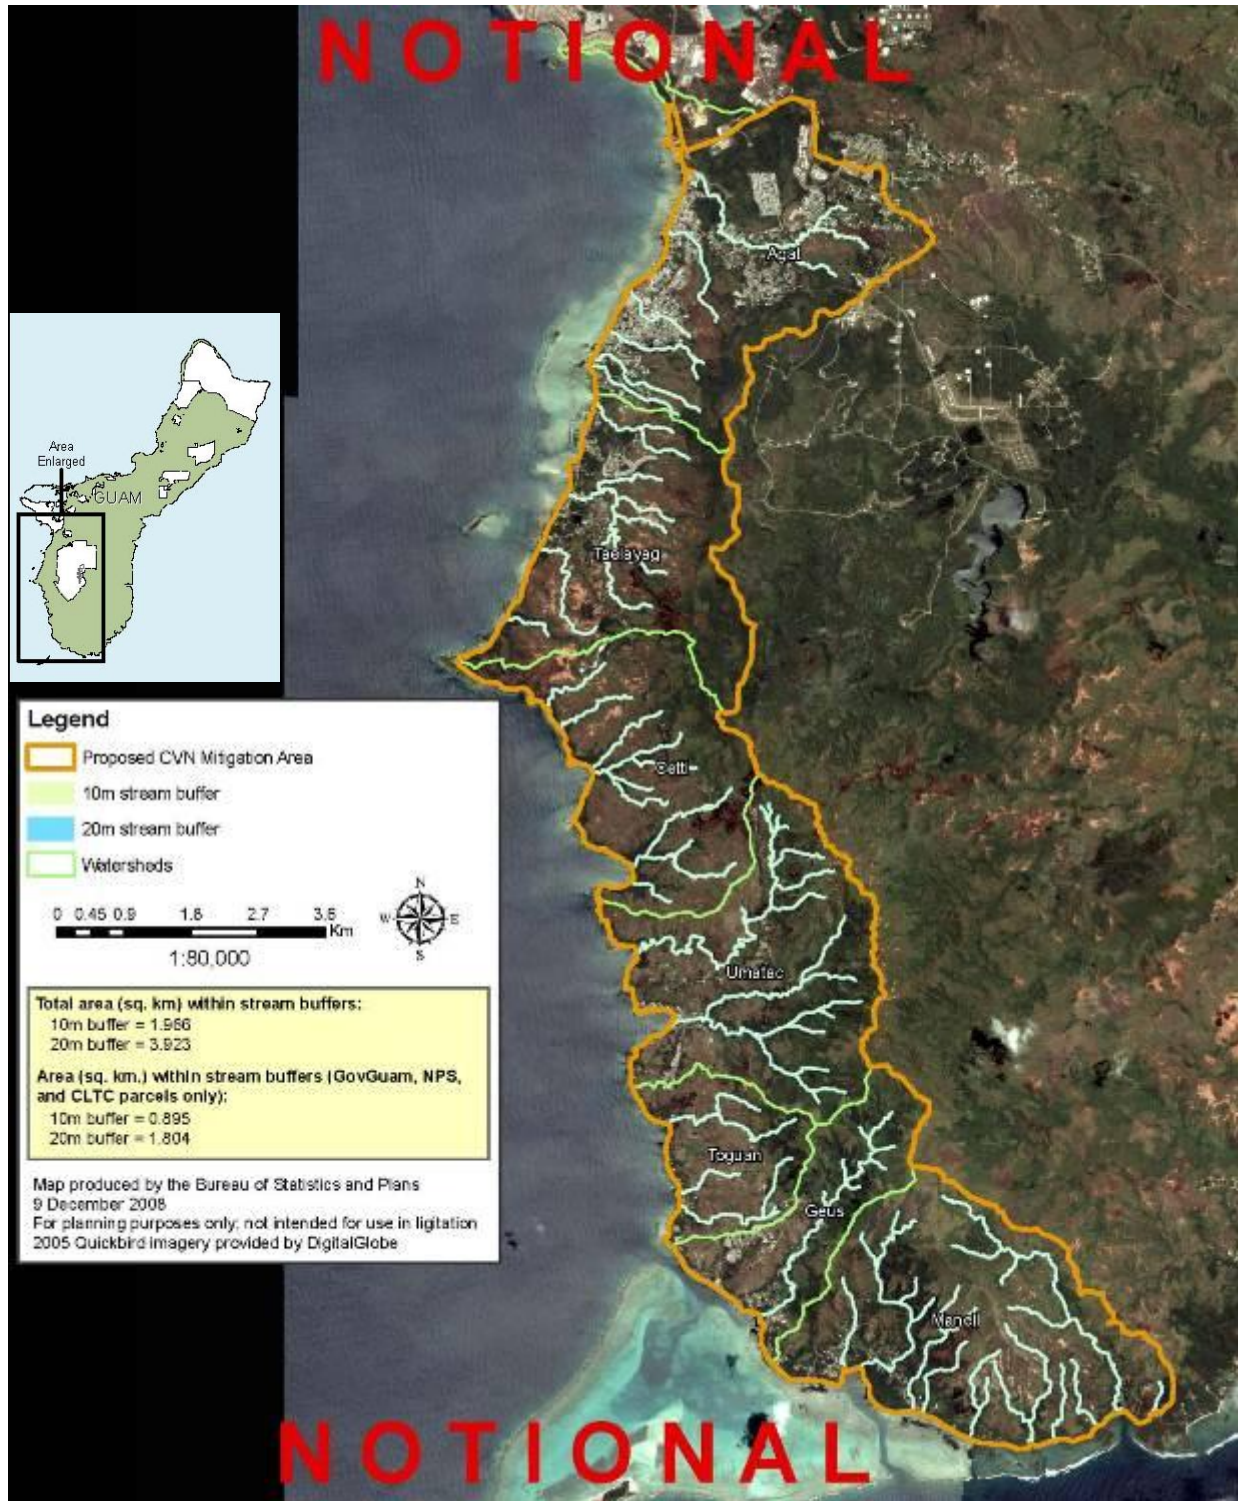 NOTIONAL
Agat
Area
Enlarged
GUAM
Taelayag
Legend
Proposed CVN Mitigation Area
10m stream buffer
20m stream buffer
Watersheds
Cetti
N
W E
S
0 0.45 0.9 1.8 2.7 3.6
Km
1:80,000
Umatac
Total area (sq. km) within stream buffers:
10m buffer = 1.966
20m buffer = 3.923
Area (sq. km.) within stream buffers (GovGuam, NPS,
and CLTC parcels only):
10m buffer = 0.895
20m buffer = 1.804
Toguan
Map produced by the Bureau of Statistics and Plans
9 December 2008
For planning purposes only; not intended for use in ligitation
2005 Quickbird imagery provided by DigitalGlobe
Geus
Manell
NOTIONAL